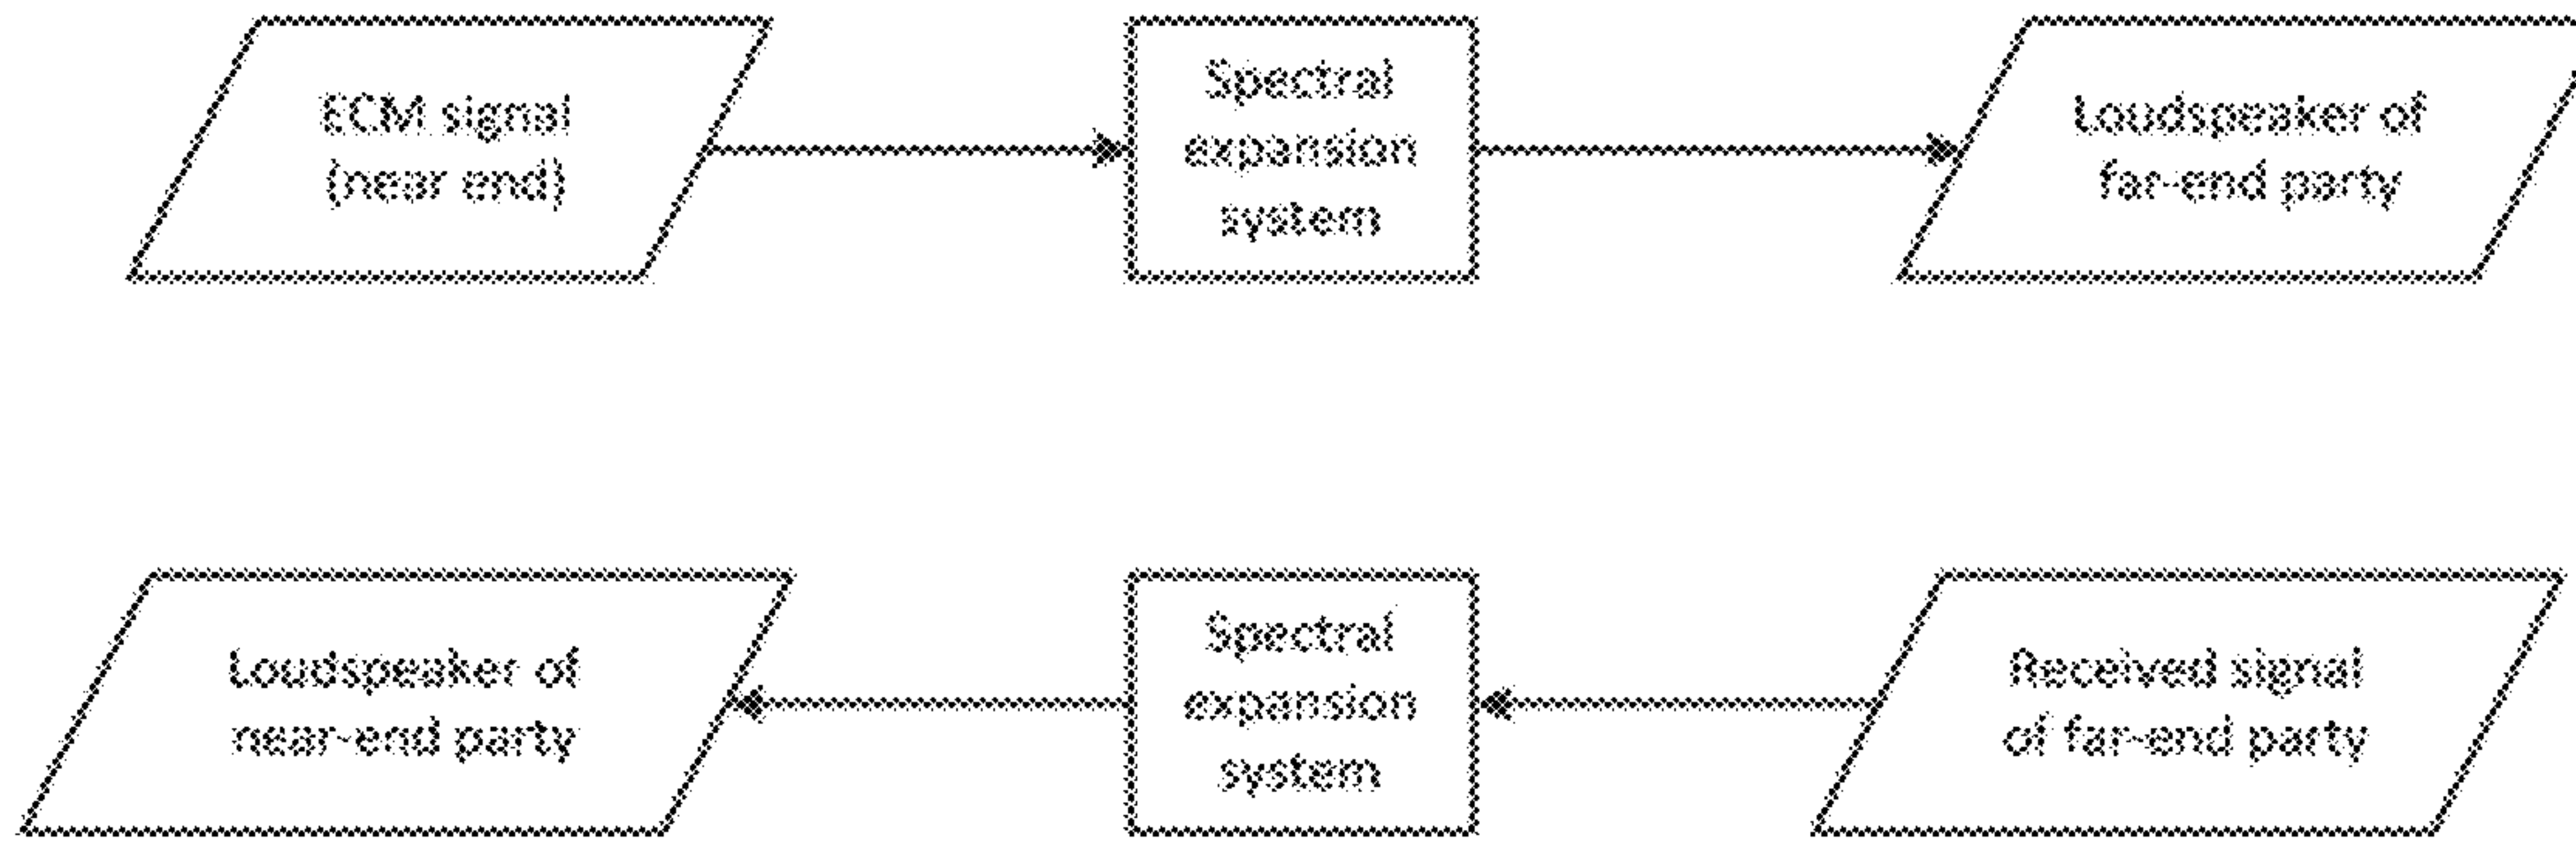 ECM signal
(near end)
Spectral
expansion
system
Loudspeaker of
far-end party
Loudspeaker of
near-end party
Spectral
expansion
system
Received signal
of far-end party